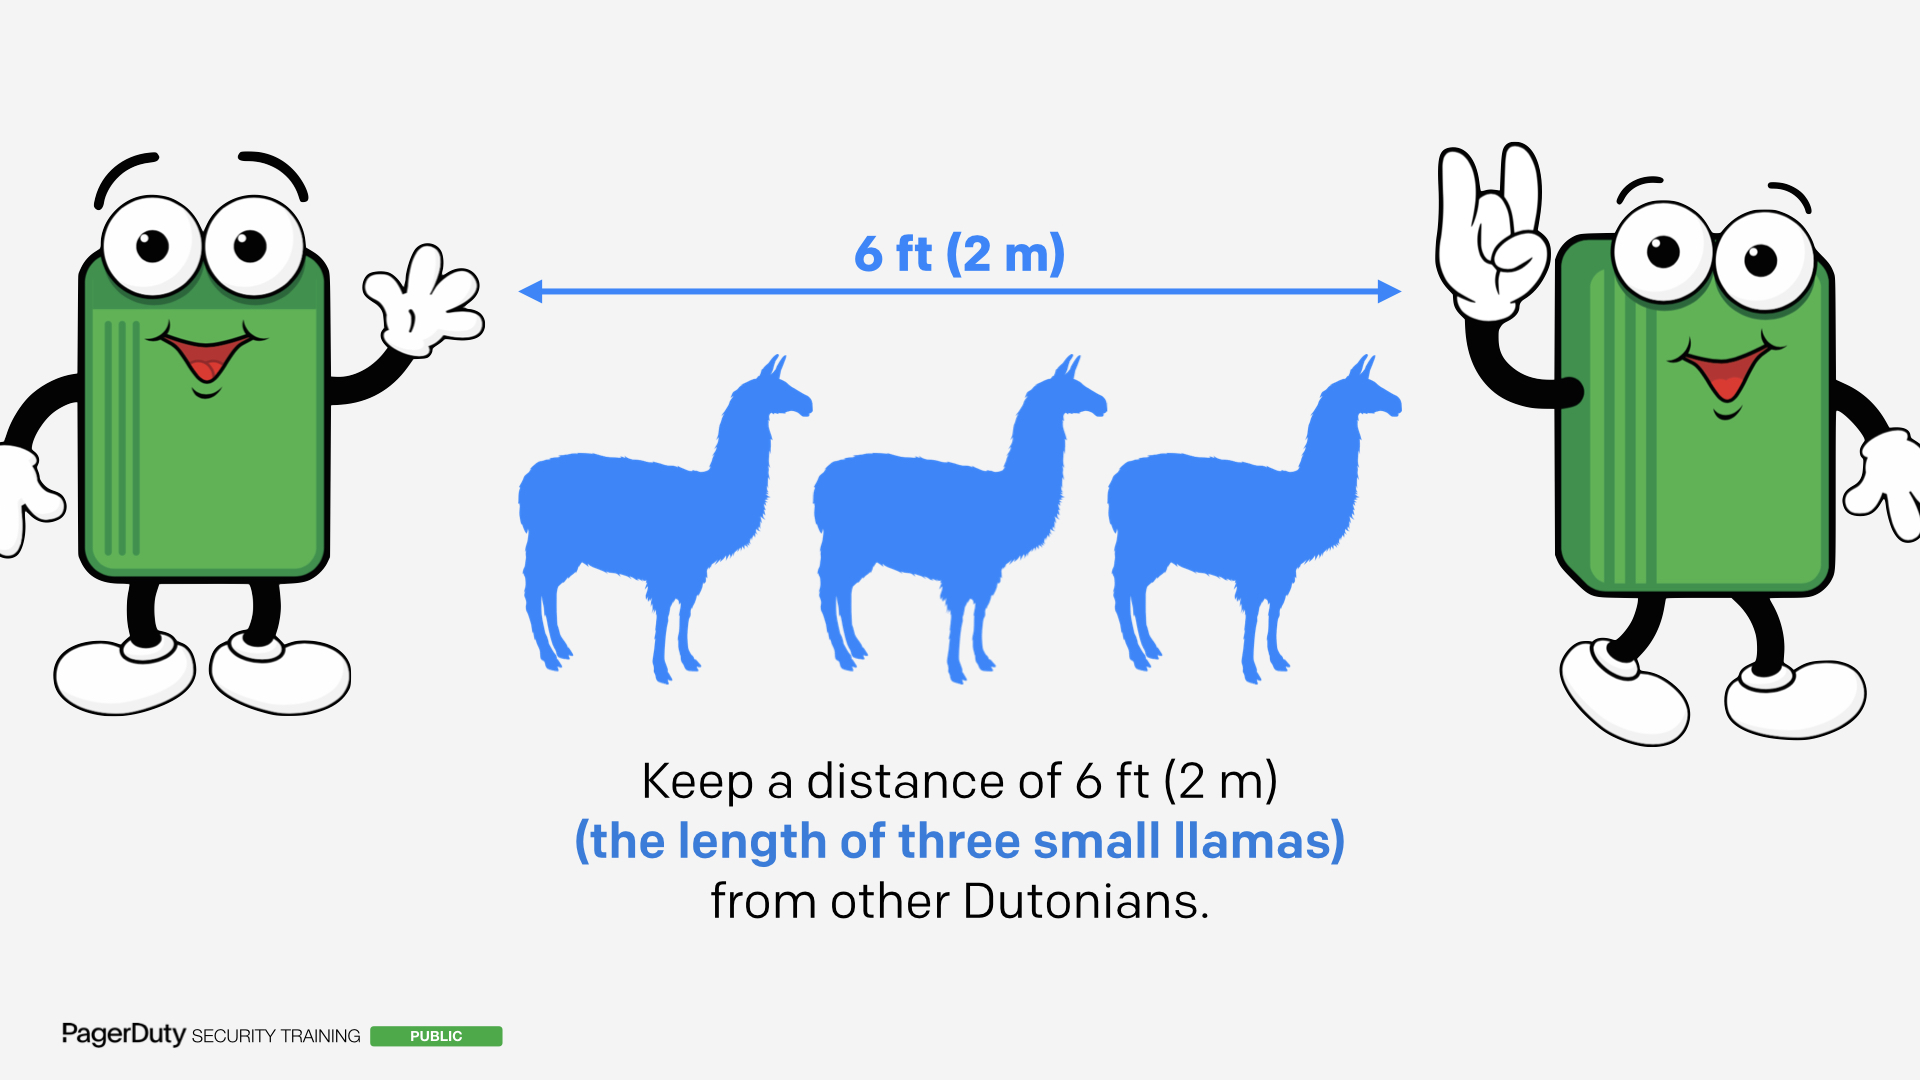 6 ft (2 m)
Keep a distance of 6 ft (2 m)
(the length of three small llamas)
from other Dutonians.
PagerDuty SECURITY TRAINING PUBLIC